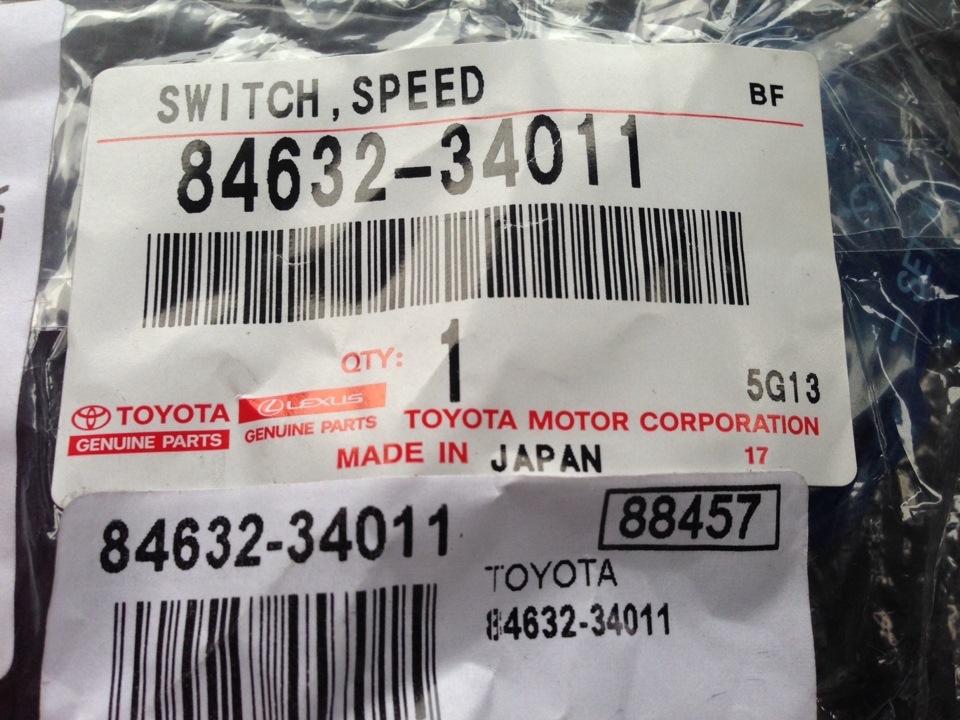 SWITCH,SPEED BF
84632-34011
QTY: 1
5G13
TOYOTA
GENUINE PARTS
LEXUS
GENUINE PARTS
TOYOTA MOTOR CORPORATION
MADE IN JAPAN 17
84632-34011
88457
TOYOTA
84632-34011